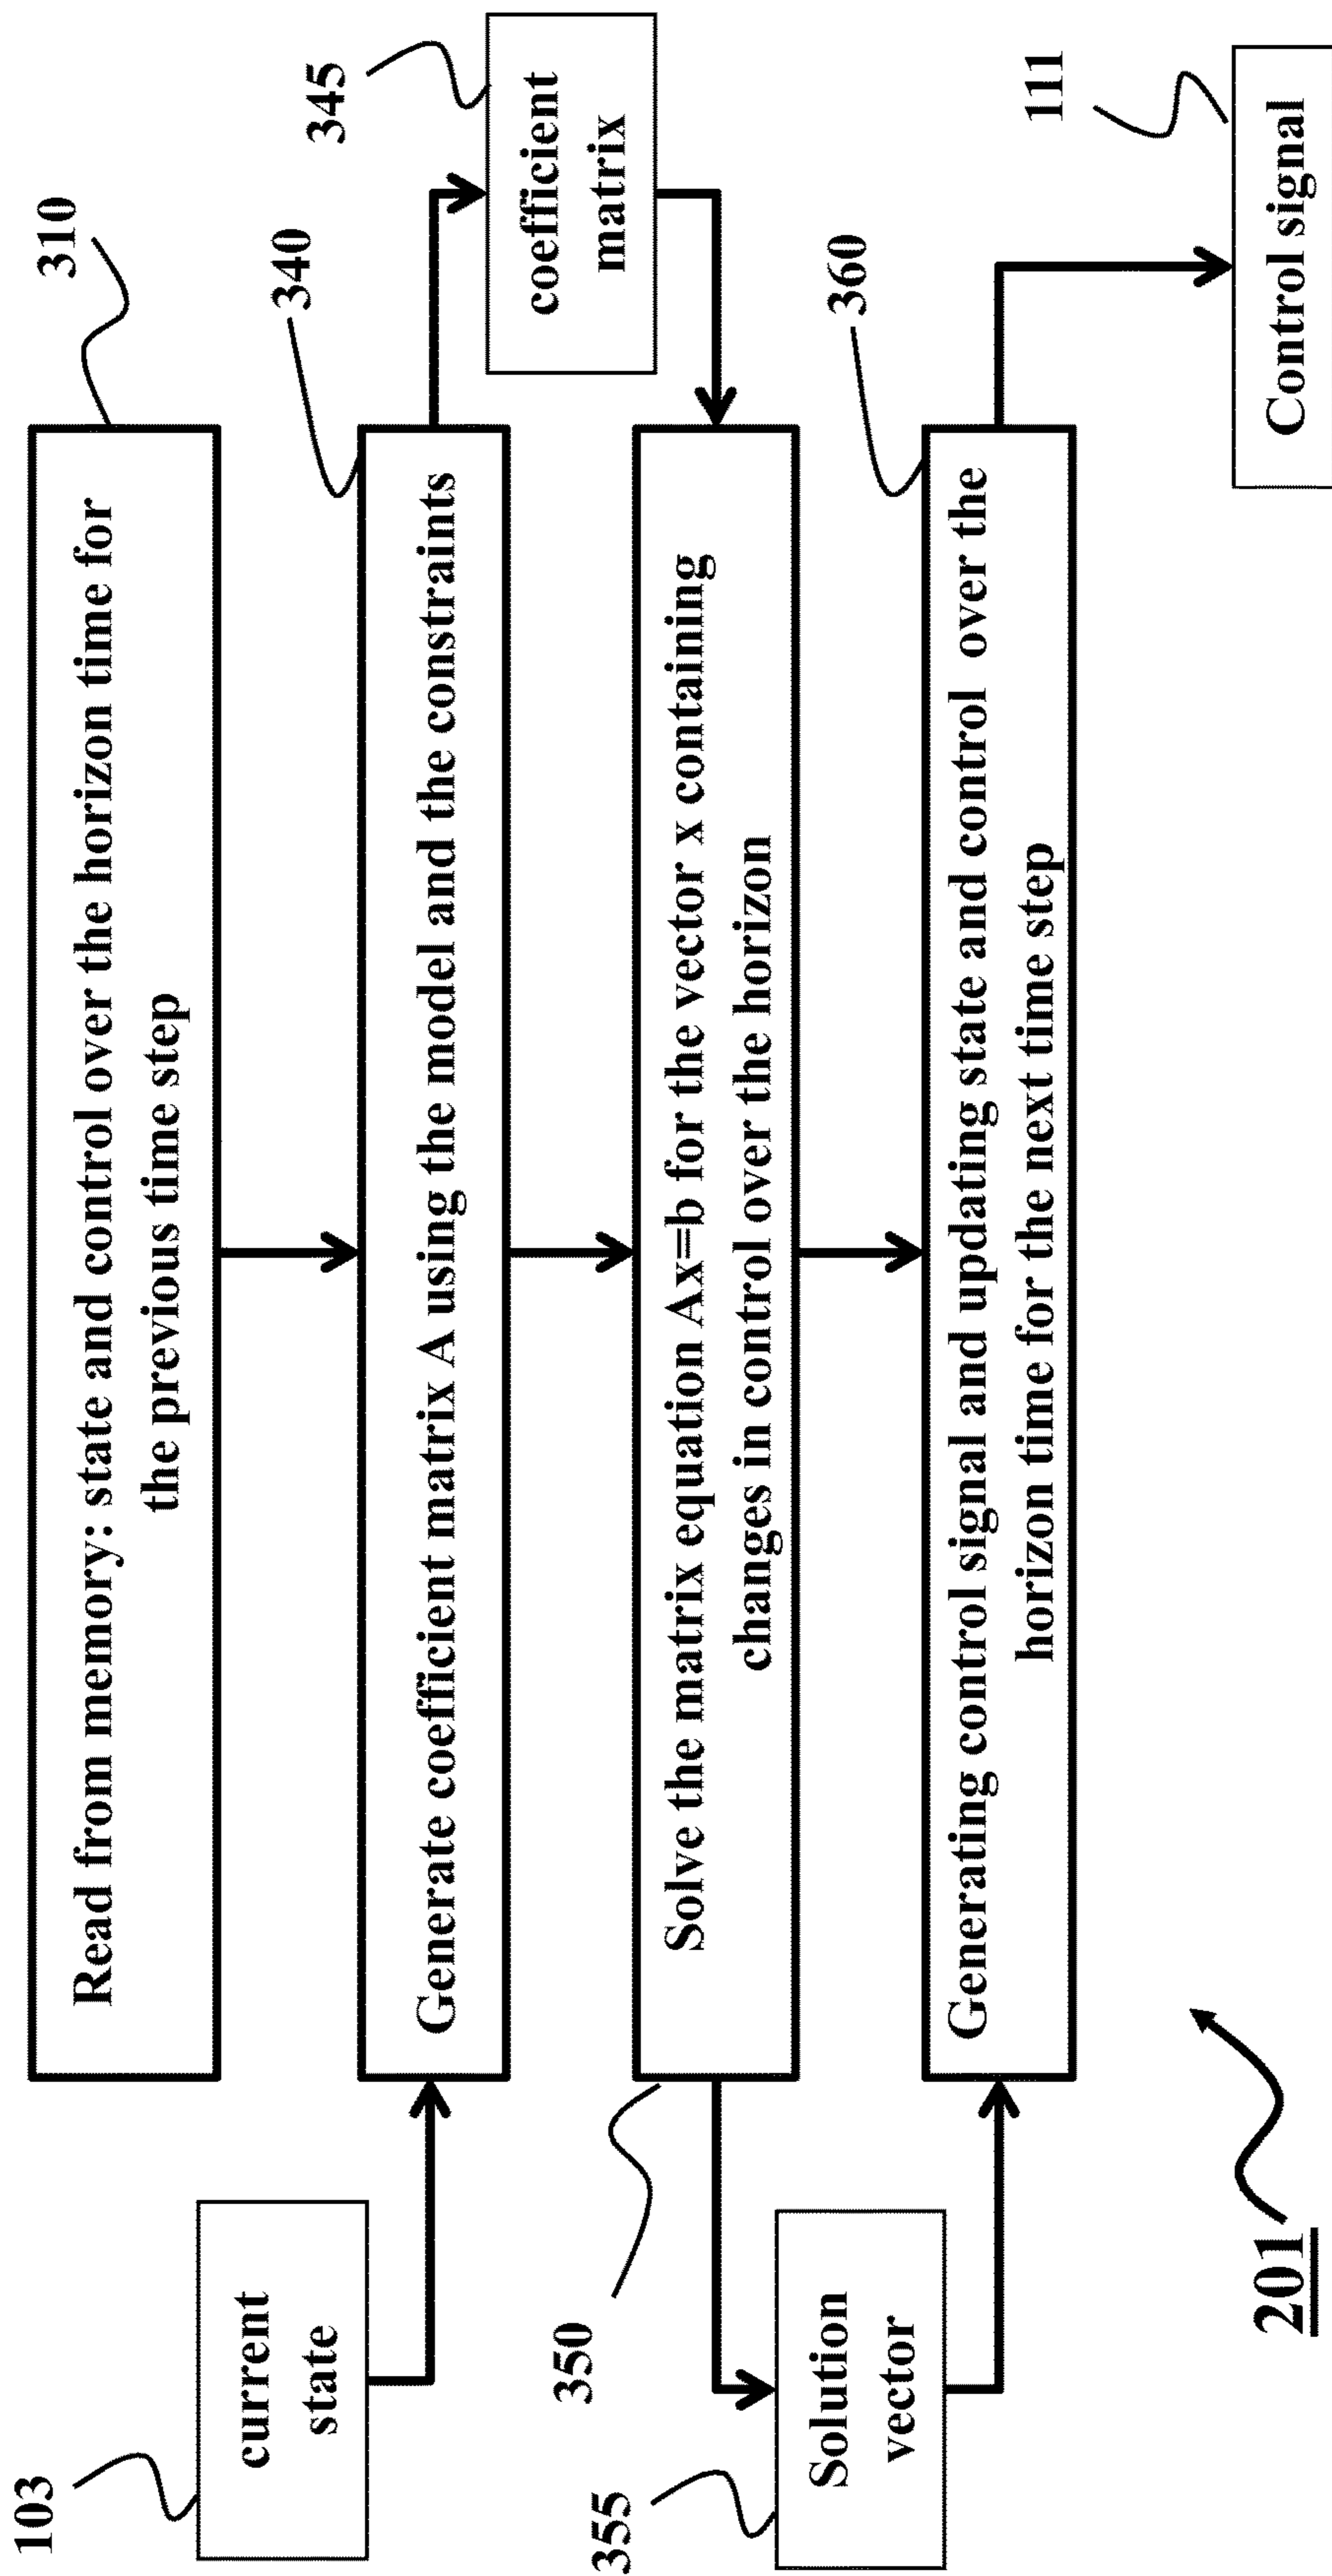 310
Read from memory: state and control over the horizon time for
the previous time step
103
current
state
340
Generate coefficient matrix A using the model and the constraints
345
coefficient
matrix
350
Solve the matrix equation Ax=b for the vector x containing
changes in control over the horizon
355
Solution
vector
360
Generating control signal and updating state and control over the
horizon time for the next time step
111
Control signal
201